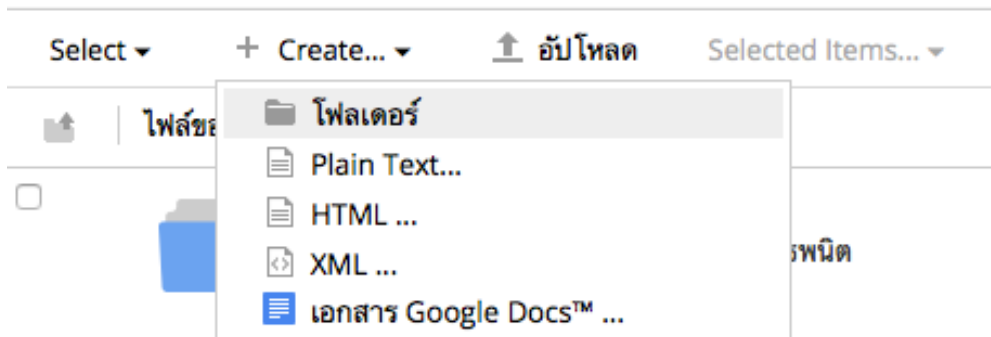 Select
Create...
อัปโหลด
Selected Items...
โฟลเดอร์
Plain Text...
HTML ...
XML ...
เอกสาร Google Docs™ ...